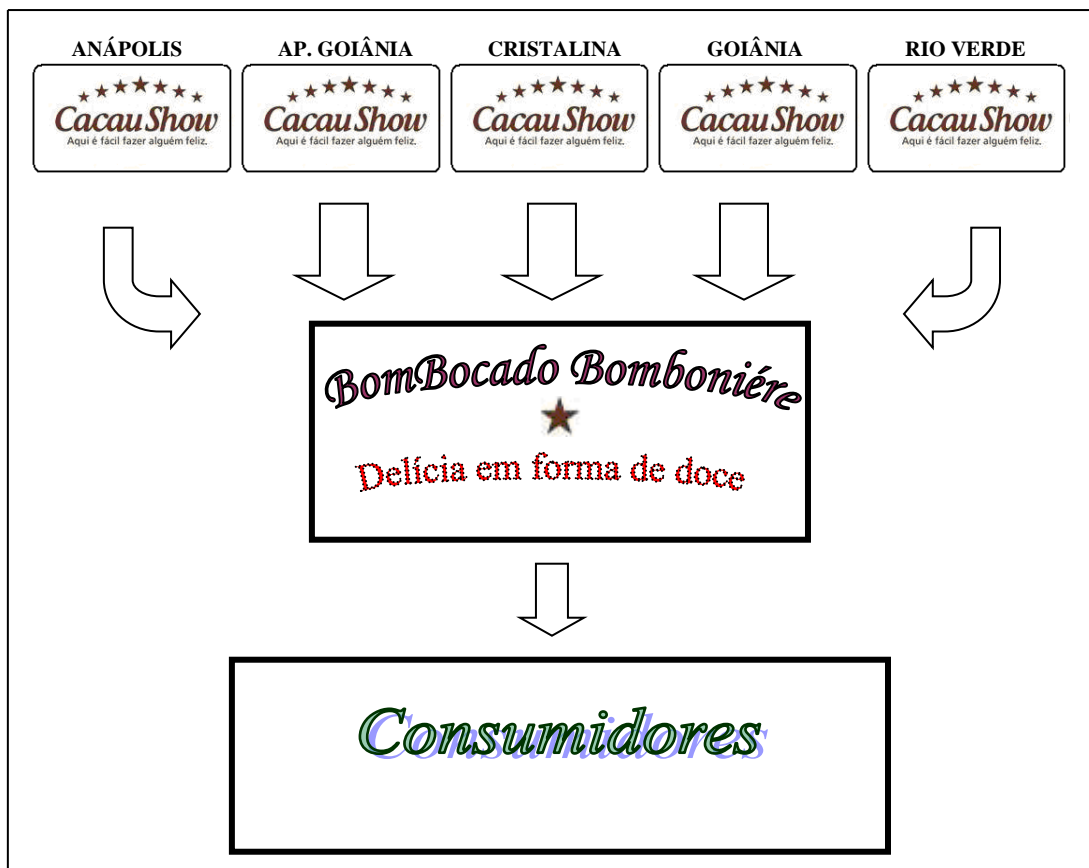 ANÁPOLIS AP. GOIÂNIA CRISTALINA GOIÂNIA RIO VERDE
Cacau Show Cacau Show Cacau Show Cacau Show Cacau Show
Aqui é fácil fazer alguém feliz. Aqui é fácil fazer alguém feliz. Aqui é fácil fazer alguém feliz. Aqui é fácil fazer alguém feliz. Aqui é fácil fazer alguém feliz.
BomBocado Bomboniére
Delícia em forma de doce
Consumidores